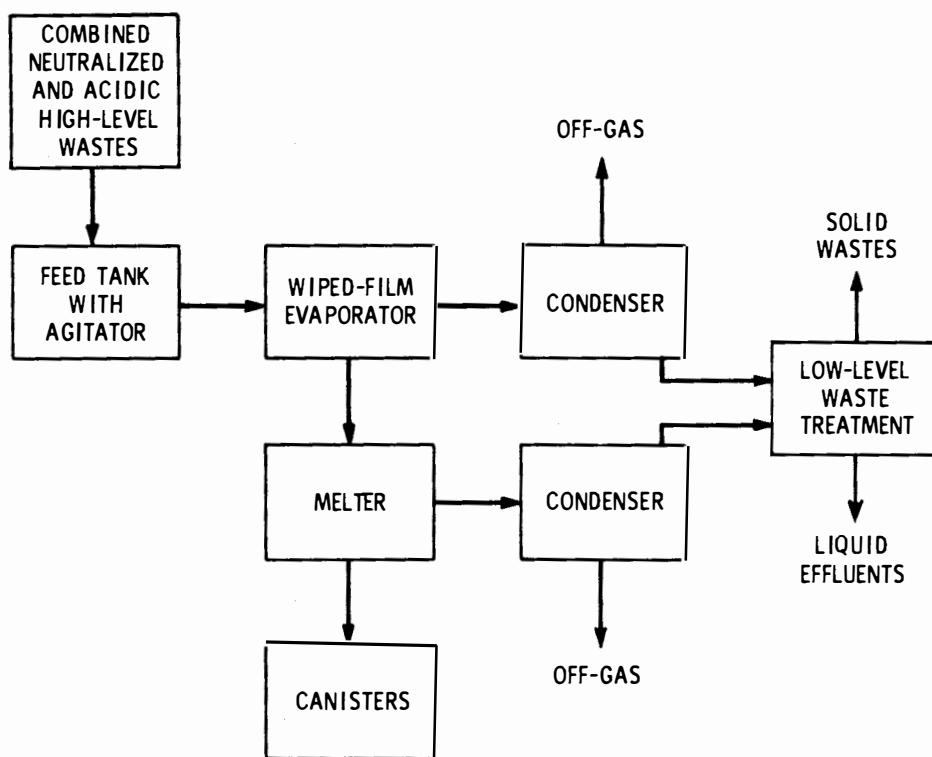 COMBINED
NEUTRALIZED
AND ACIDIC
HIGH-LEVEL
WASTES
OFF-GAS
SOLID
WASTES
FEED TANK
WITH
AGITATOR
WIPED-FILM
EVAPORATOR
CONDENSER
LOW-LEVEL
WASTE
TREATMENT
MELTER
CONDENSER
LIQUID
EFFLUENTS
CANISTERS
OFF-GAS